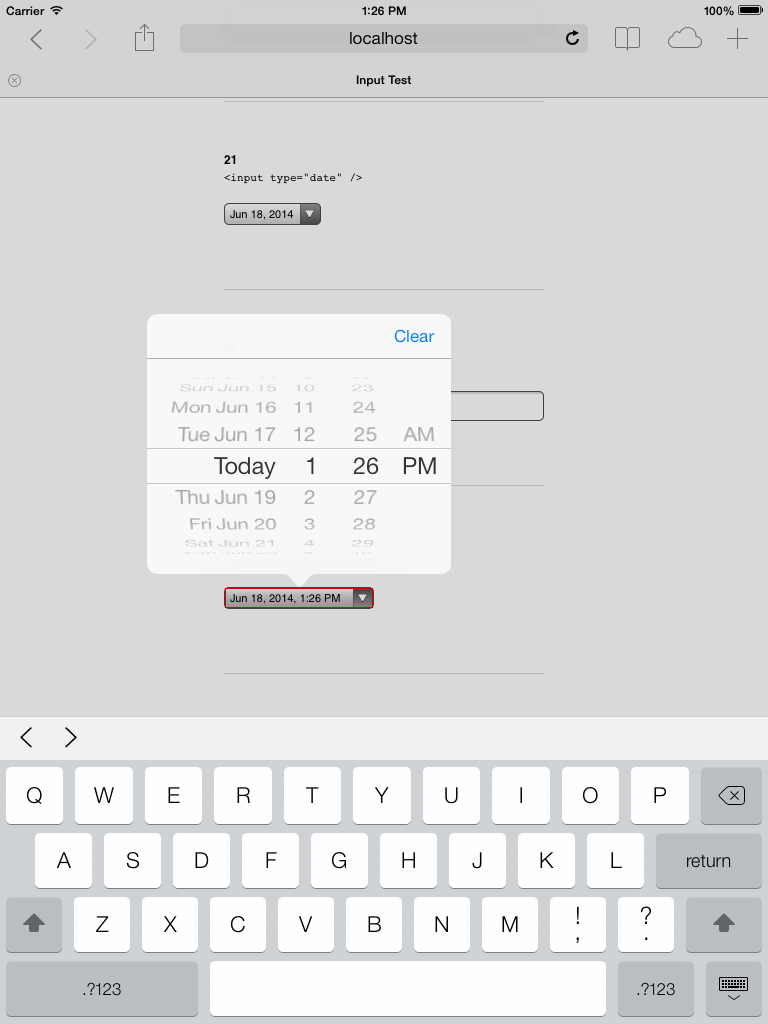 Carrier 1:26 PM 100%
localhost
Input Test
21
<input type="date" />
Jun 18, 2014
Clear
Sun Jun 15 10 23
Mon Jun 16 11 24
Tue Jun 17 12 25 AM
Today 1 26 PM
Thu Jun 19 2 27
Fri Jun 20 3 28
Sat Jun 21 4 29
Jun 18, 2014, 1:26 PM
Q W E R T Y U I O P
A S D F G H J K L return
Z X C V B N M ! , ? .
.?123 .?123